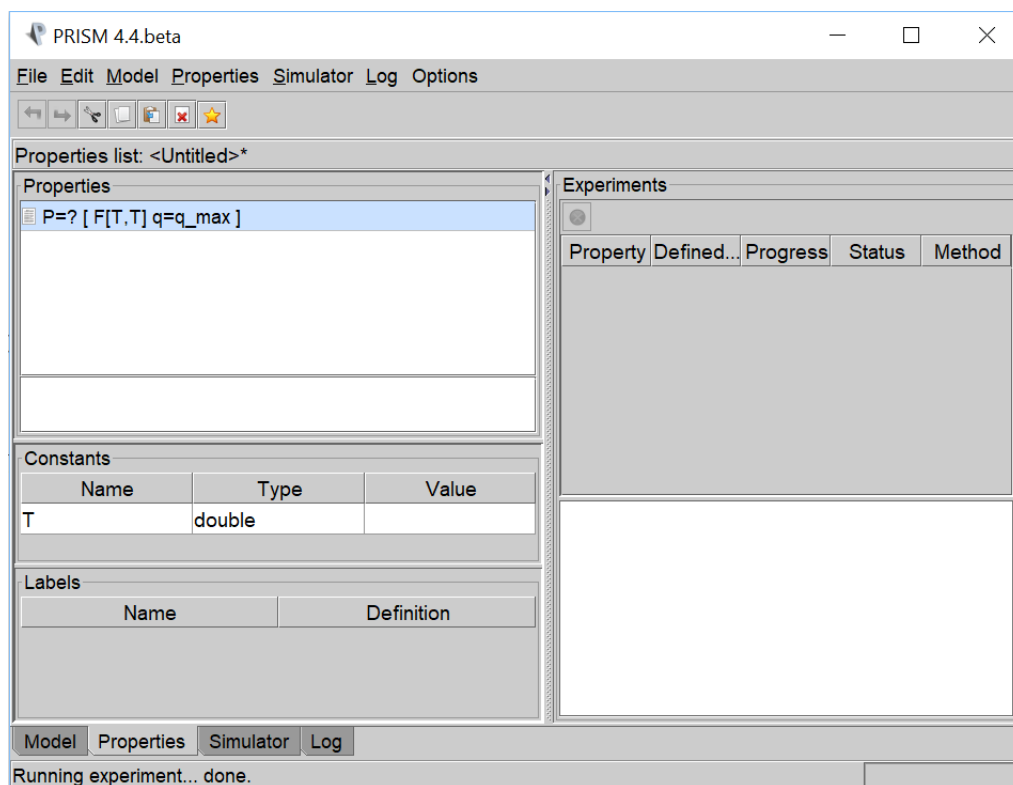 PRISM 4.4.beta
File Edit Model Properties Simulator Log Options
Properties list: <Untitled>*
Properties
P=? [ F[T,T] q=q_max ]
Experiments
Property Defined... Progress Status Method
Constants
Name Type Value
T double
Labels
Name Definition
Model Properties Simulator Log
Running experiment... done.